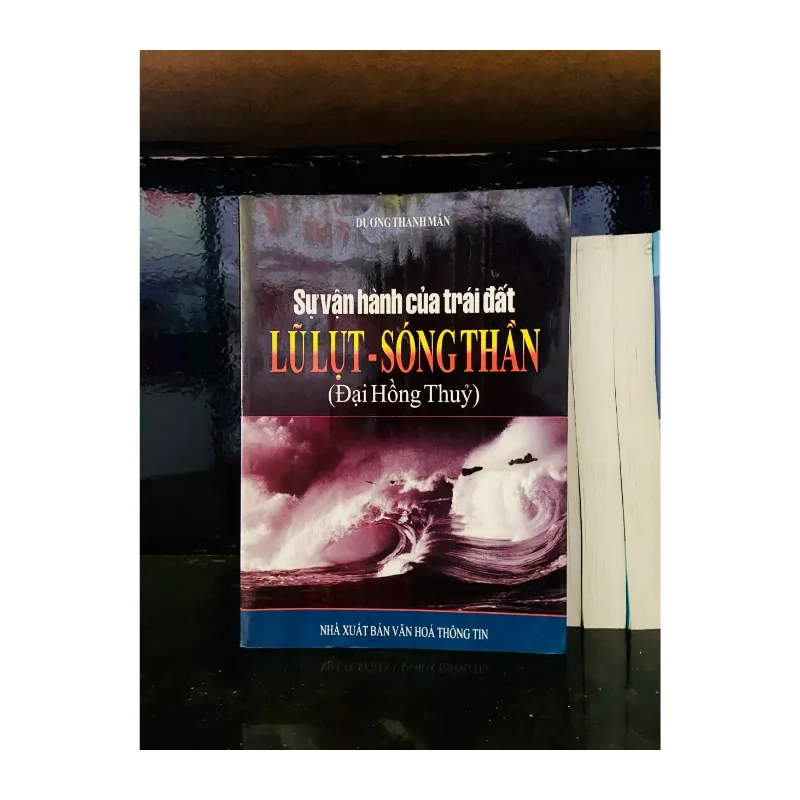 DƯƠNG THANH MẪN
Sự vận hành của trái đất
LŨ LỤT - SÓNG THẦN
(Đại Hồng Thuỷ)
NHÀ XUẤT BẢN VĂN HOÁ THÔNG TIN